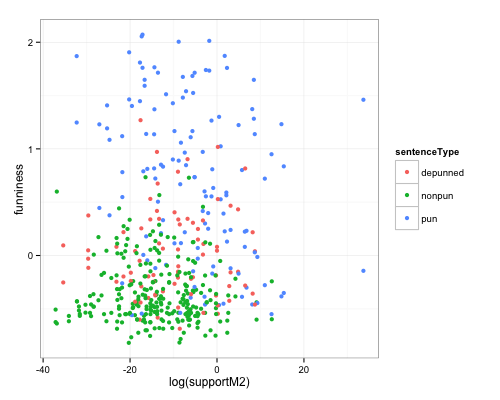 2
1
0
funniness
-40
-20
0
20
log(supportM2)
sentenceType
depunned
nonpun
pun